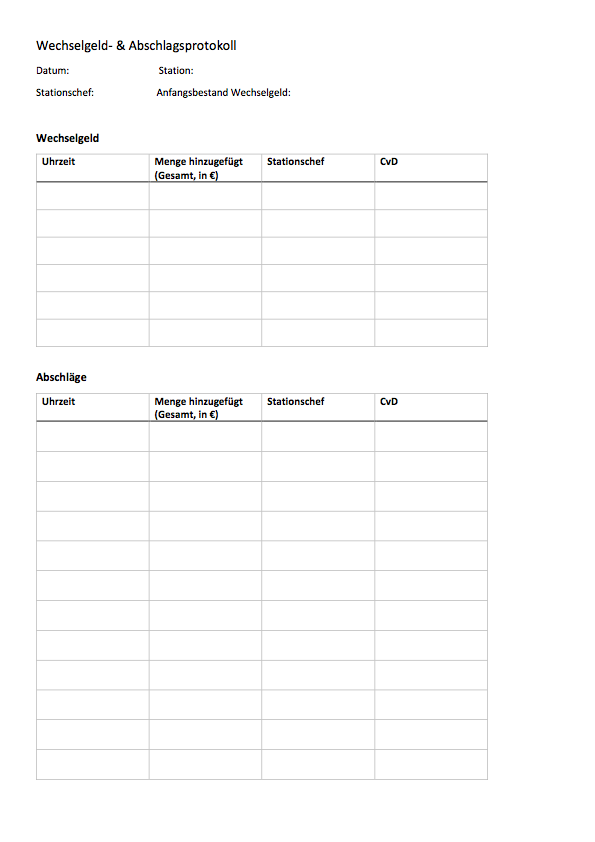 Wechselgeld- & Abschlagsprotokoll
Datum: Station:
Stationschef: Anfangsbestand Wechselgeld:
Wechselgeld
Uhrzeit Menge hinzugefügt Stationschef CvD
(Gesamt, in €)
Abschläge
Uhrzeit Menge hinzugefügt Stationschef CvD
(Gesamt, in €)